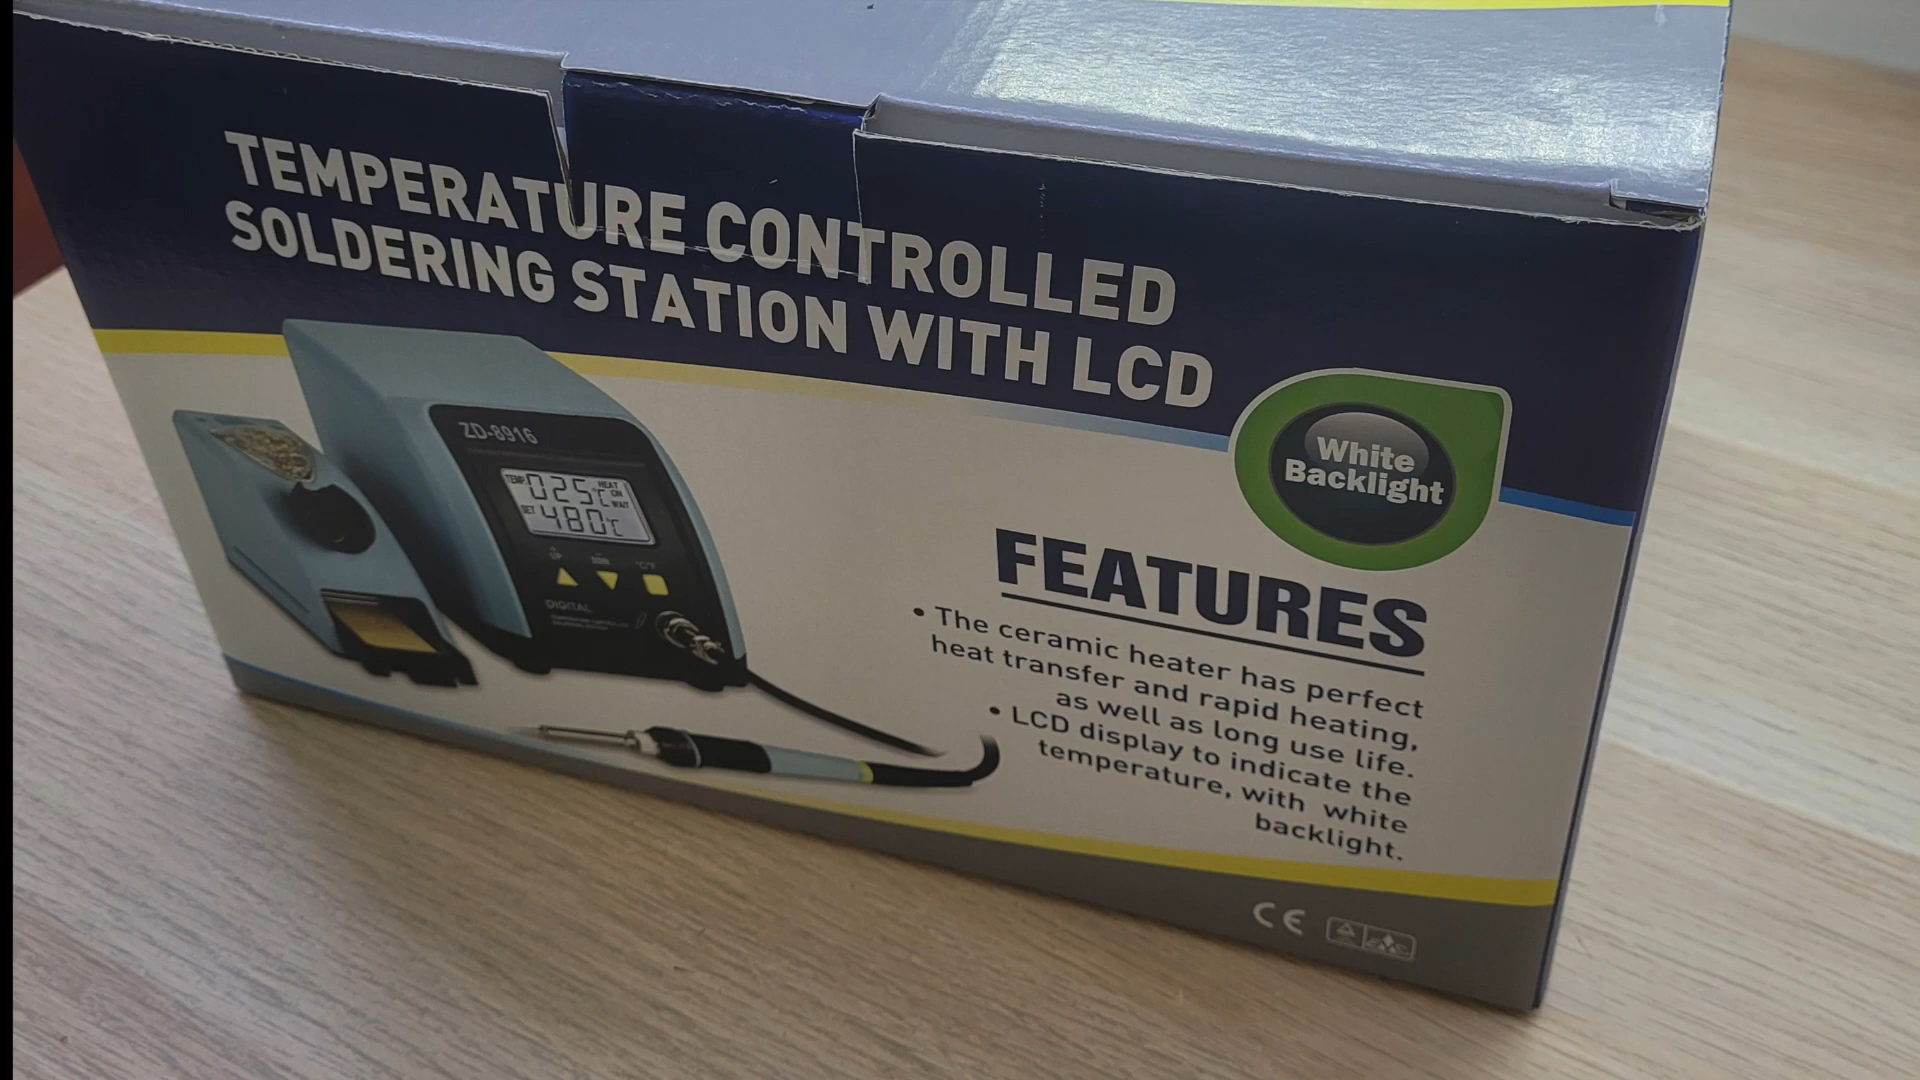 TEMPERATURE CONTROLLED
SOLDERING STATION WITH LCD
White
Backlight
ZD-8916
TEMP. 025°C HEAT
ON
WAIT
SET 480°C
UP
°C/°F
DIGITAL
FEATURES
• The ceramic heater has perfect
heat transfer and rapid heating,
as well as long use life.
• LCD display to indicate the
temperature, with white
backlight.
CE